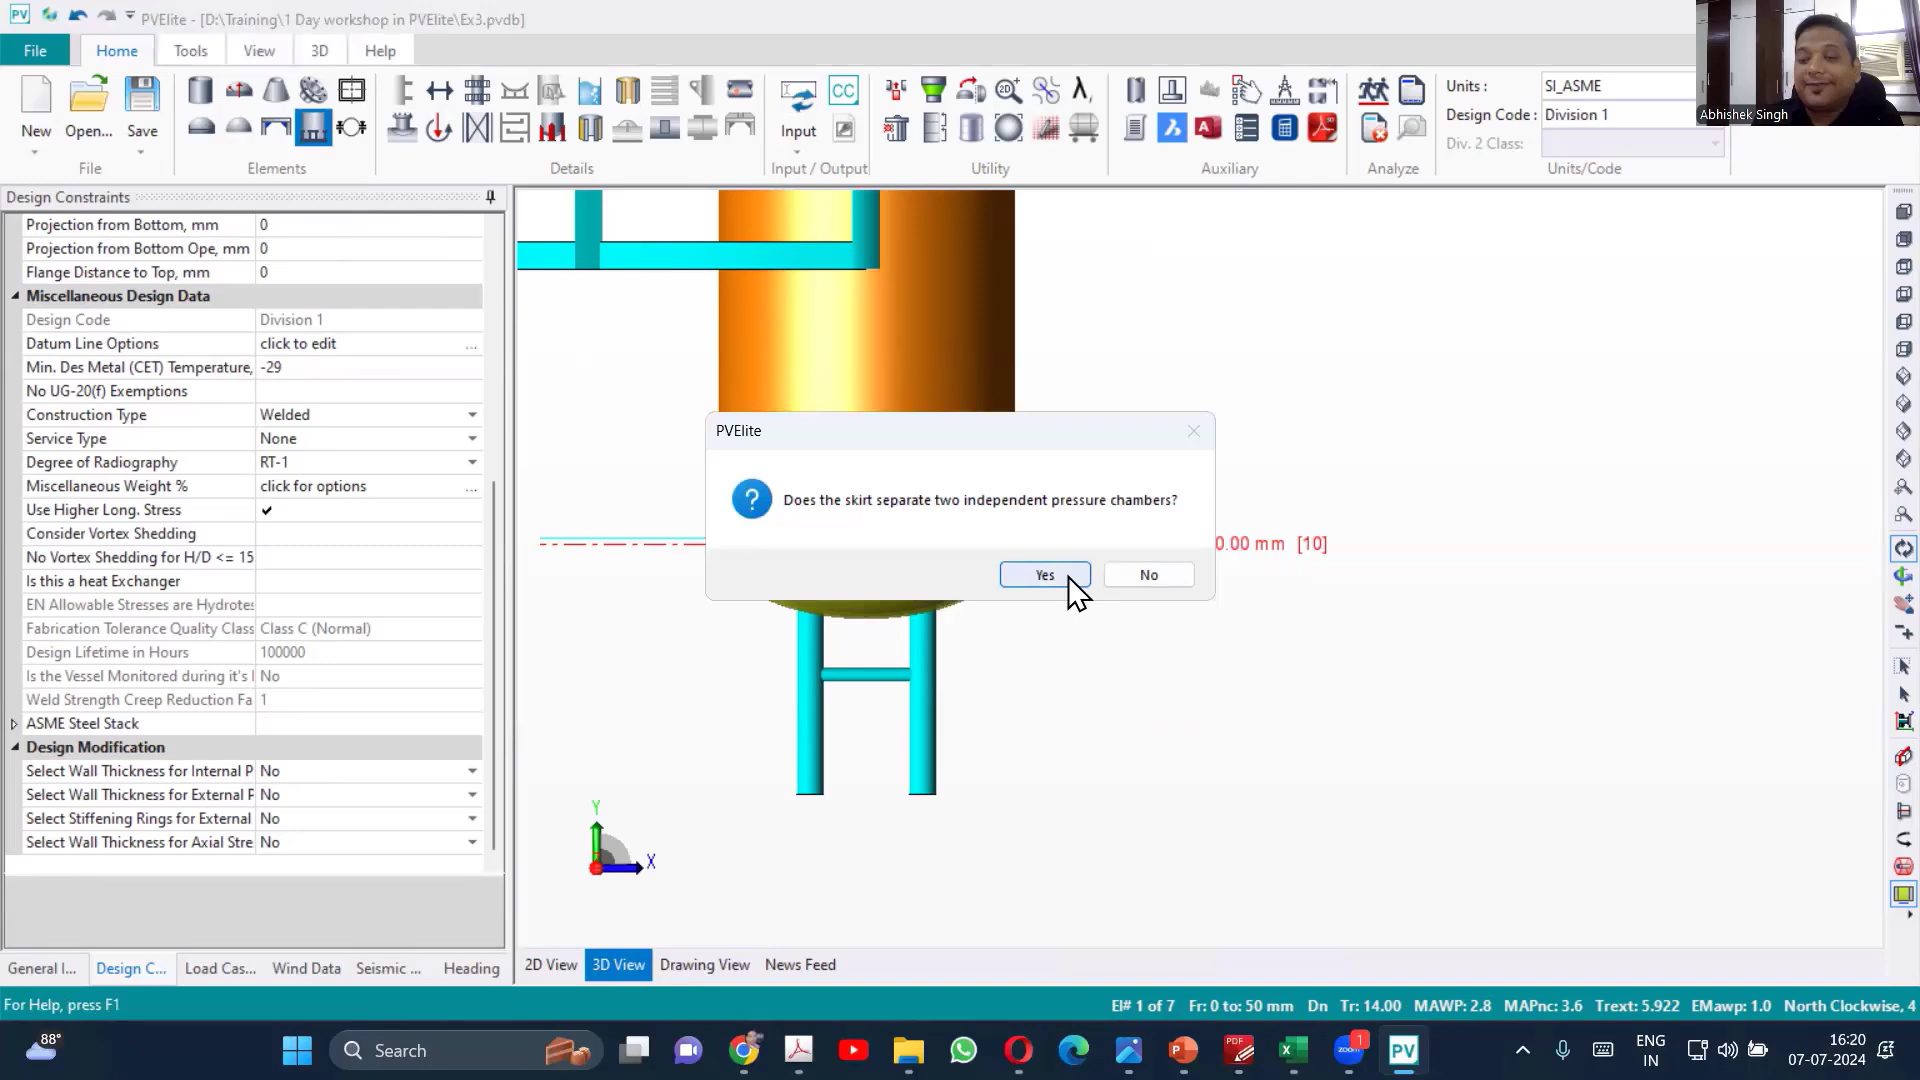 PV
PVElite - [D:\Training\1 Day workshop in PVElite\Ex3.pvdb]
File
Home
Tools
View
3D
Help
New
Open...
Save
File
Elements
Details
Input
Input / Output
CC
Utility
2D
Auxiliary
Analyze
Units :
SI_ASME
Design Code :
Division 1
Div. 2 Class:
Units/Code
Abhishek Singh
Design Constraints
Projection from Bottom, mm 0
Projection from Bottom Ope, mm 0
Flange Distance to Top, mm 0
Miscellaneous Design Data
Design Code Division 1
Datum Line Options click to edit ...
Min. Des Metal (CET) Temperature, -29
No UG-20(f) Exemptions
Construction Type Welded
Service Type None
Degree of Radiography RT-1
Miscellaneous Weight % click for options ...
Use Higher Long. Stress
Consider Vortex Shedding
No Vortex Shedding for H/D <= 15
Is this a heat Exchanger
EN Allowable Stresses are Hydrotes
Fabrication Tolerance Quality Class Class C (Normal)
Design Lifetime in Hours 100000
Is the Vessel Monitored during it's No
Weld Strength Creep Reduction Fa 1
ASME Steel Stack
Design Modification
Select Wall Thickness for Internal P No
Select Wall Thickness for External P No
Select Stiffening Rings for External No
Select Wall Thickness for Axial Stre No
PVElite
Does the skirt separate two independent pressure chambers?
Yes
No
0.00 mm [10]
Y
X
General I...
Design C...
Load Cas...
Wind Data
Seismic ...
Heading
2D View
3D View
Drawing View
News Feed
For Help, press F1
El# 1 of 7 Fr: 0 to: 50 mm Dn Tr: 14.00 MAWP: 2.8 MAPnc: 3.6 Trext: 5.922 EMawp: 1.0 North Clockwise, 4
88°
Search
PDF
zoom
1
PV
ENG
IN
16:20
07-07-2024